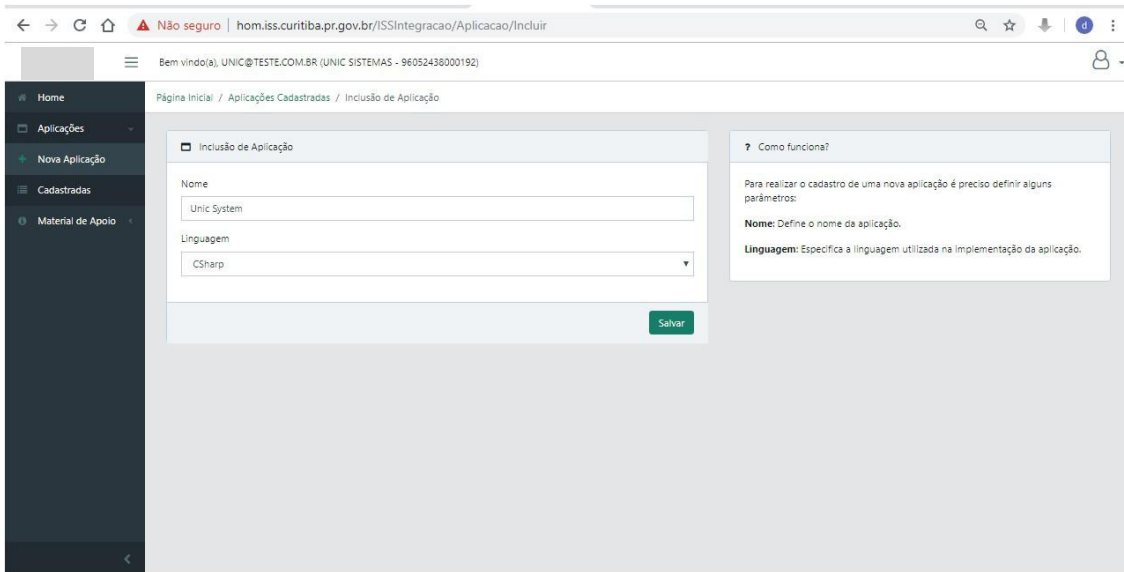 Não seguro | hom.iss.curitiba.pr.gov.br/ISSIntegracao/Aplicacao/Incluir
d
Bem vindo(a), UNIC@TESTE.COM.BR (UNIC SISTEMAS - 96052438000192)
Home
Aplicações
Nova Aplicação
Cadastradas
Material de Apoio
Página Inicial / Aplicações Cadastradas / Inclusão de Aplicação
Inclusão de Aplicação
Nome
Unic System
Linguagem
CSharp
Salvar
? Como funciona?
Para realizar o cadastro de uma nova aplicação é preciso definir alguns
parâmetros:
Nome: Define o nome da aplicação.
Linguagem: Especifica a linguagem utilizada na implementação da aplicação.